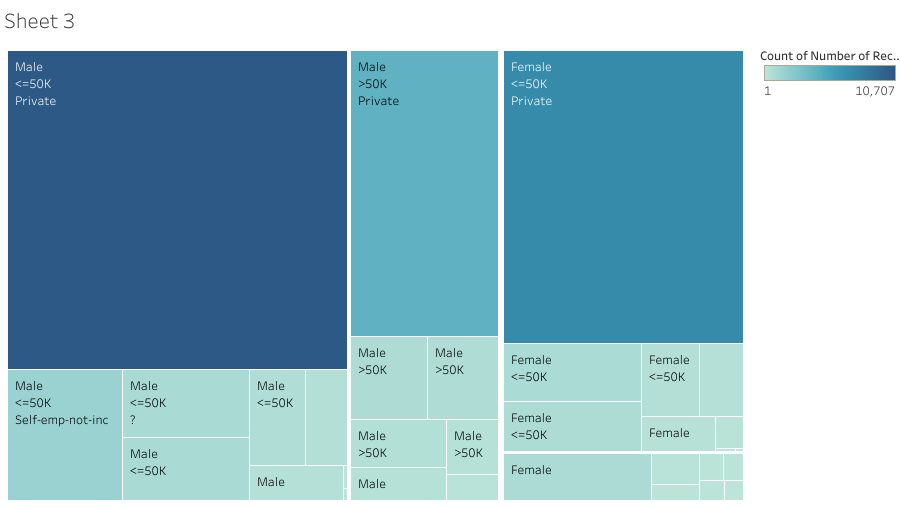 Sheet 3
Male
<=50K
Private
Male
>50K
Private
Female
<=50K
Private
Count of Number of Rec..
1
10,707
Male
<=50K
Self-emp-not-inc
Male
<=50K
?
Male
<=50K
Male
<=50K
Male
Male
>50K
Male
>50K
Male
>50K
Male
>50K
Male
Female
<=50K
Female
<=50K
Female
<=50K
Female
Female